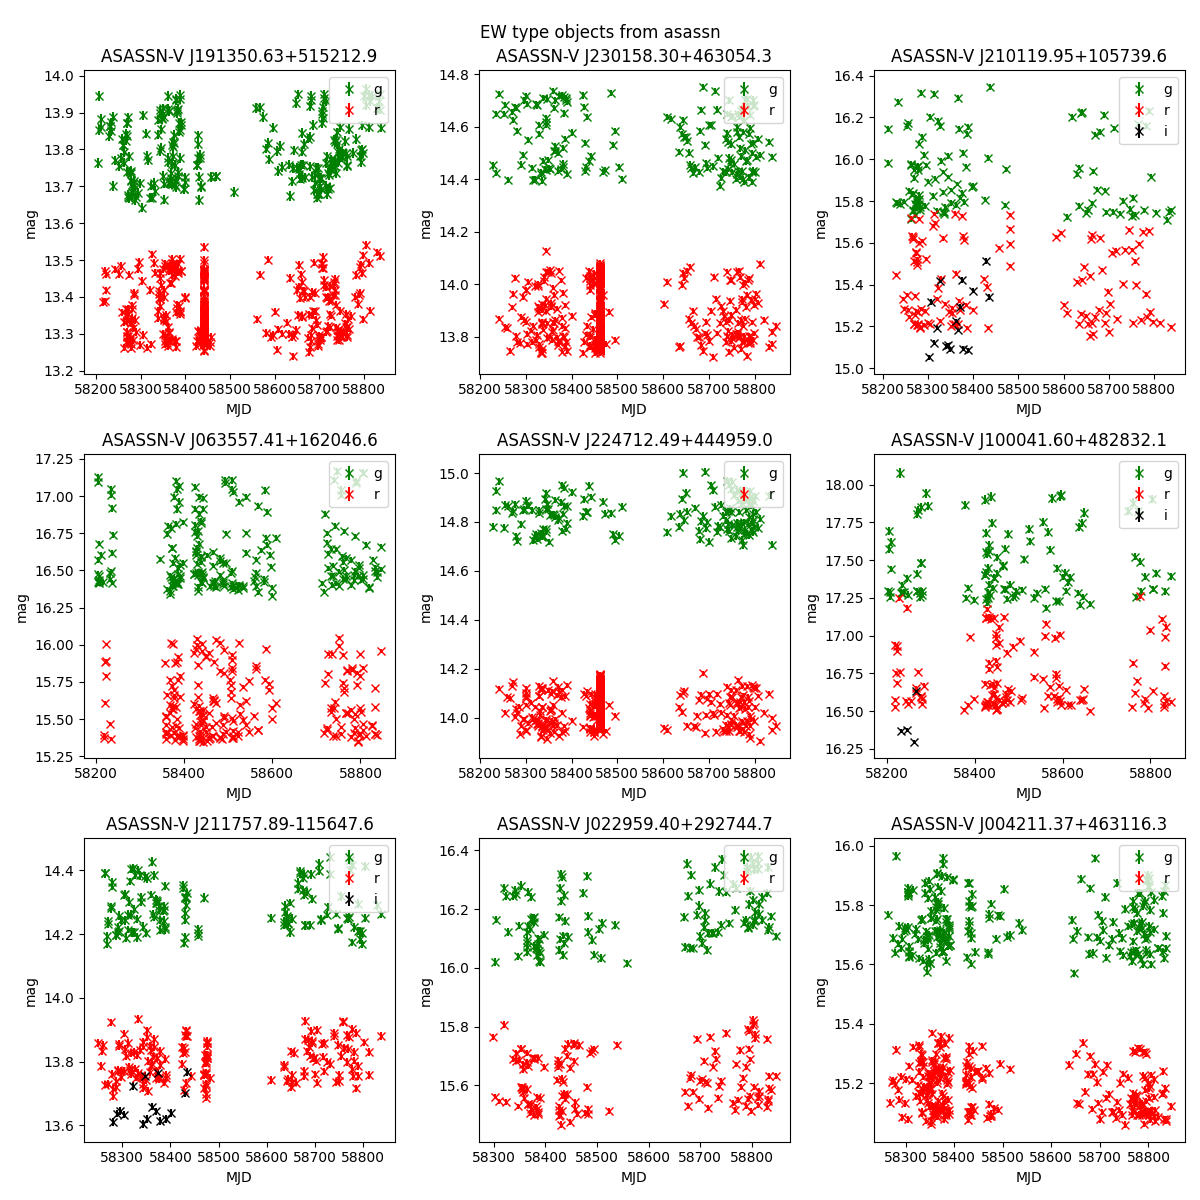 EW type objects from asassn
ASASSN-V J191350.63+515212.9
ASASSN-V J230158.30+463054.3
ASASSN-V J210119.95+105739.6
14.0
13.9
13.8
13.7
13.6
13.5
13.4
13.3
13.2
mag
58200 58300 58400 58500 58600 58700 58800
MJD
g
r
14.8
14.6
14.4
14.2
14.0
13.8
mag
58200 58300 58400 58500 58600 58700 58800
MJD
g
r
16.4
16.2
16.0
15.8
15.6
15.4
15.2
15.0
mag
58200 58300 58400 58500 58600 58700 58800
MJD
g
r
i
ASASSN-V J063557.41+162046.6
ASASSN-V J224712.49+444959.0
ASASSN-V J100041.60+482832.1
17.25
17.00
16.75
16.50
16.25
16.00
15.75
15.50
15.25
mag
58200 58400 58600 58800
MJD
g
r
15.0
14.8
14.6
14.4
14.2
14.0
mag
58200 58300 58400 58500 58600 58700 58800
MJD
g
r
18.00
17.75
17.50
17.25
17.00
16.75
16.50
16.25
mag
58200 58400 58600 58800
MJD
g
r
i
ASASSN-V J211757.89-115647.6
ASASSN-V J022959.40+292744.7
ASASSN-V J004211.37+463116.3
14.4
14.2
14.0
13.8
13.6
mag
58300 58400 58500 58600 58700 58800
MJD
g
r
i
16.4
16.2
16.0
15.8
15.6
mag
58300 58400 58500 58600 58700 58800
MJD
g
r
16.0
15.8
15.6
15.4
15.2
mag
58300 58400 58500 58600 58700 58800
MJD
g
r